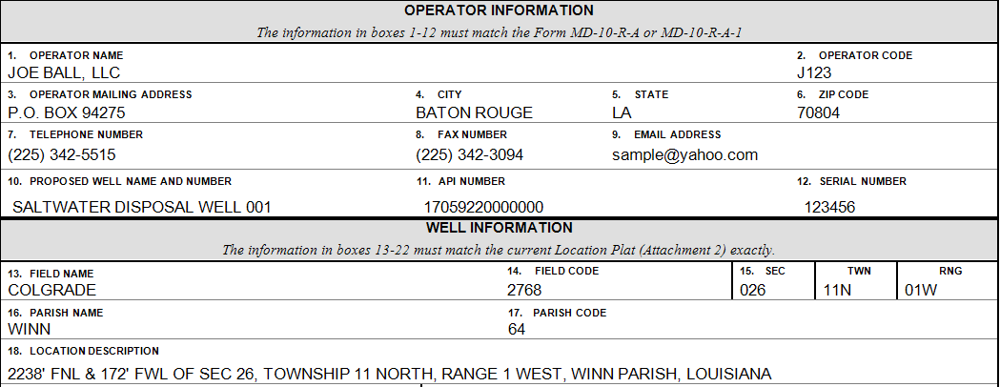 OPERATOR INFORMATION
The information in boxes 1-12 must match the Form MD-10-R-A or MD-10-R-A-1
1. OPERATOR NAME 2. OPERATOR CODE
JOE BALL, LLC J123
3. OPERATOR MAILING ADDRESS 4. CITY 5. STATE 6. ZIP CODE
P.O. BOX 94275 BATON ROUGE LA 70804
7. TELEPHONE NUMBER 8. FAX NUMBER 9. EMAIL ADDRESS
(225) 342-5515 (225) 342-3094 sample@yahoo.com
10. PROPOSED WELL NAME AND NUMBER 11. API NUMBER 12. SERIAL NUMBER
SALTWATER DISPOSAL WELL 001 17059220000000 123456
WELL INFORMATION
The information in boxes 13-22 must match the current Location Plat (Attachment 2) exactly.
13. FIELD NAME 14. FIELD CODE 15. SEC TWN RNG
COLGRADE 2768 026 11N 01W
16. PARISH NAME 17. PARISH CODE
WINN 64
18. LOCATION DESCRIPTION
2238' FNL & 172' FWL OF SEC 26, TOWNSHIP 11 NORTH, RANGE 1 WEST, WINN PARISH, LOUISIANA